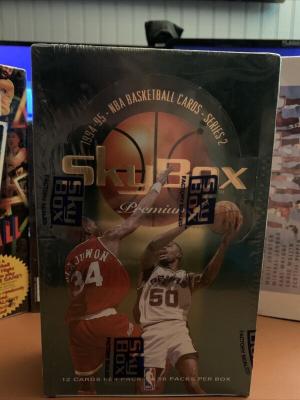 1994-95 • NBA BASKETBALL CARDS • SERIES 2
SkyBox
Premium
SKY
BOX
SKY
BOX
34
50
SKY
BOX
12 CARDS PER PACK • 36 PACKS PER BOX